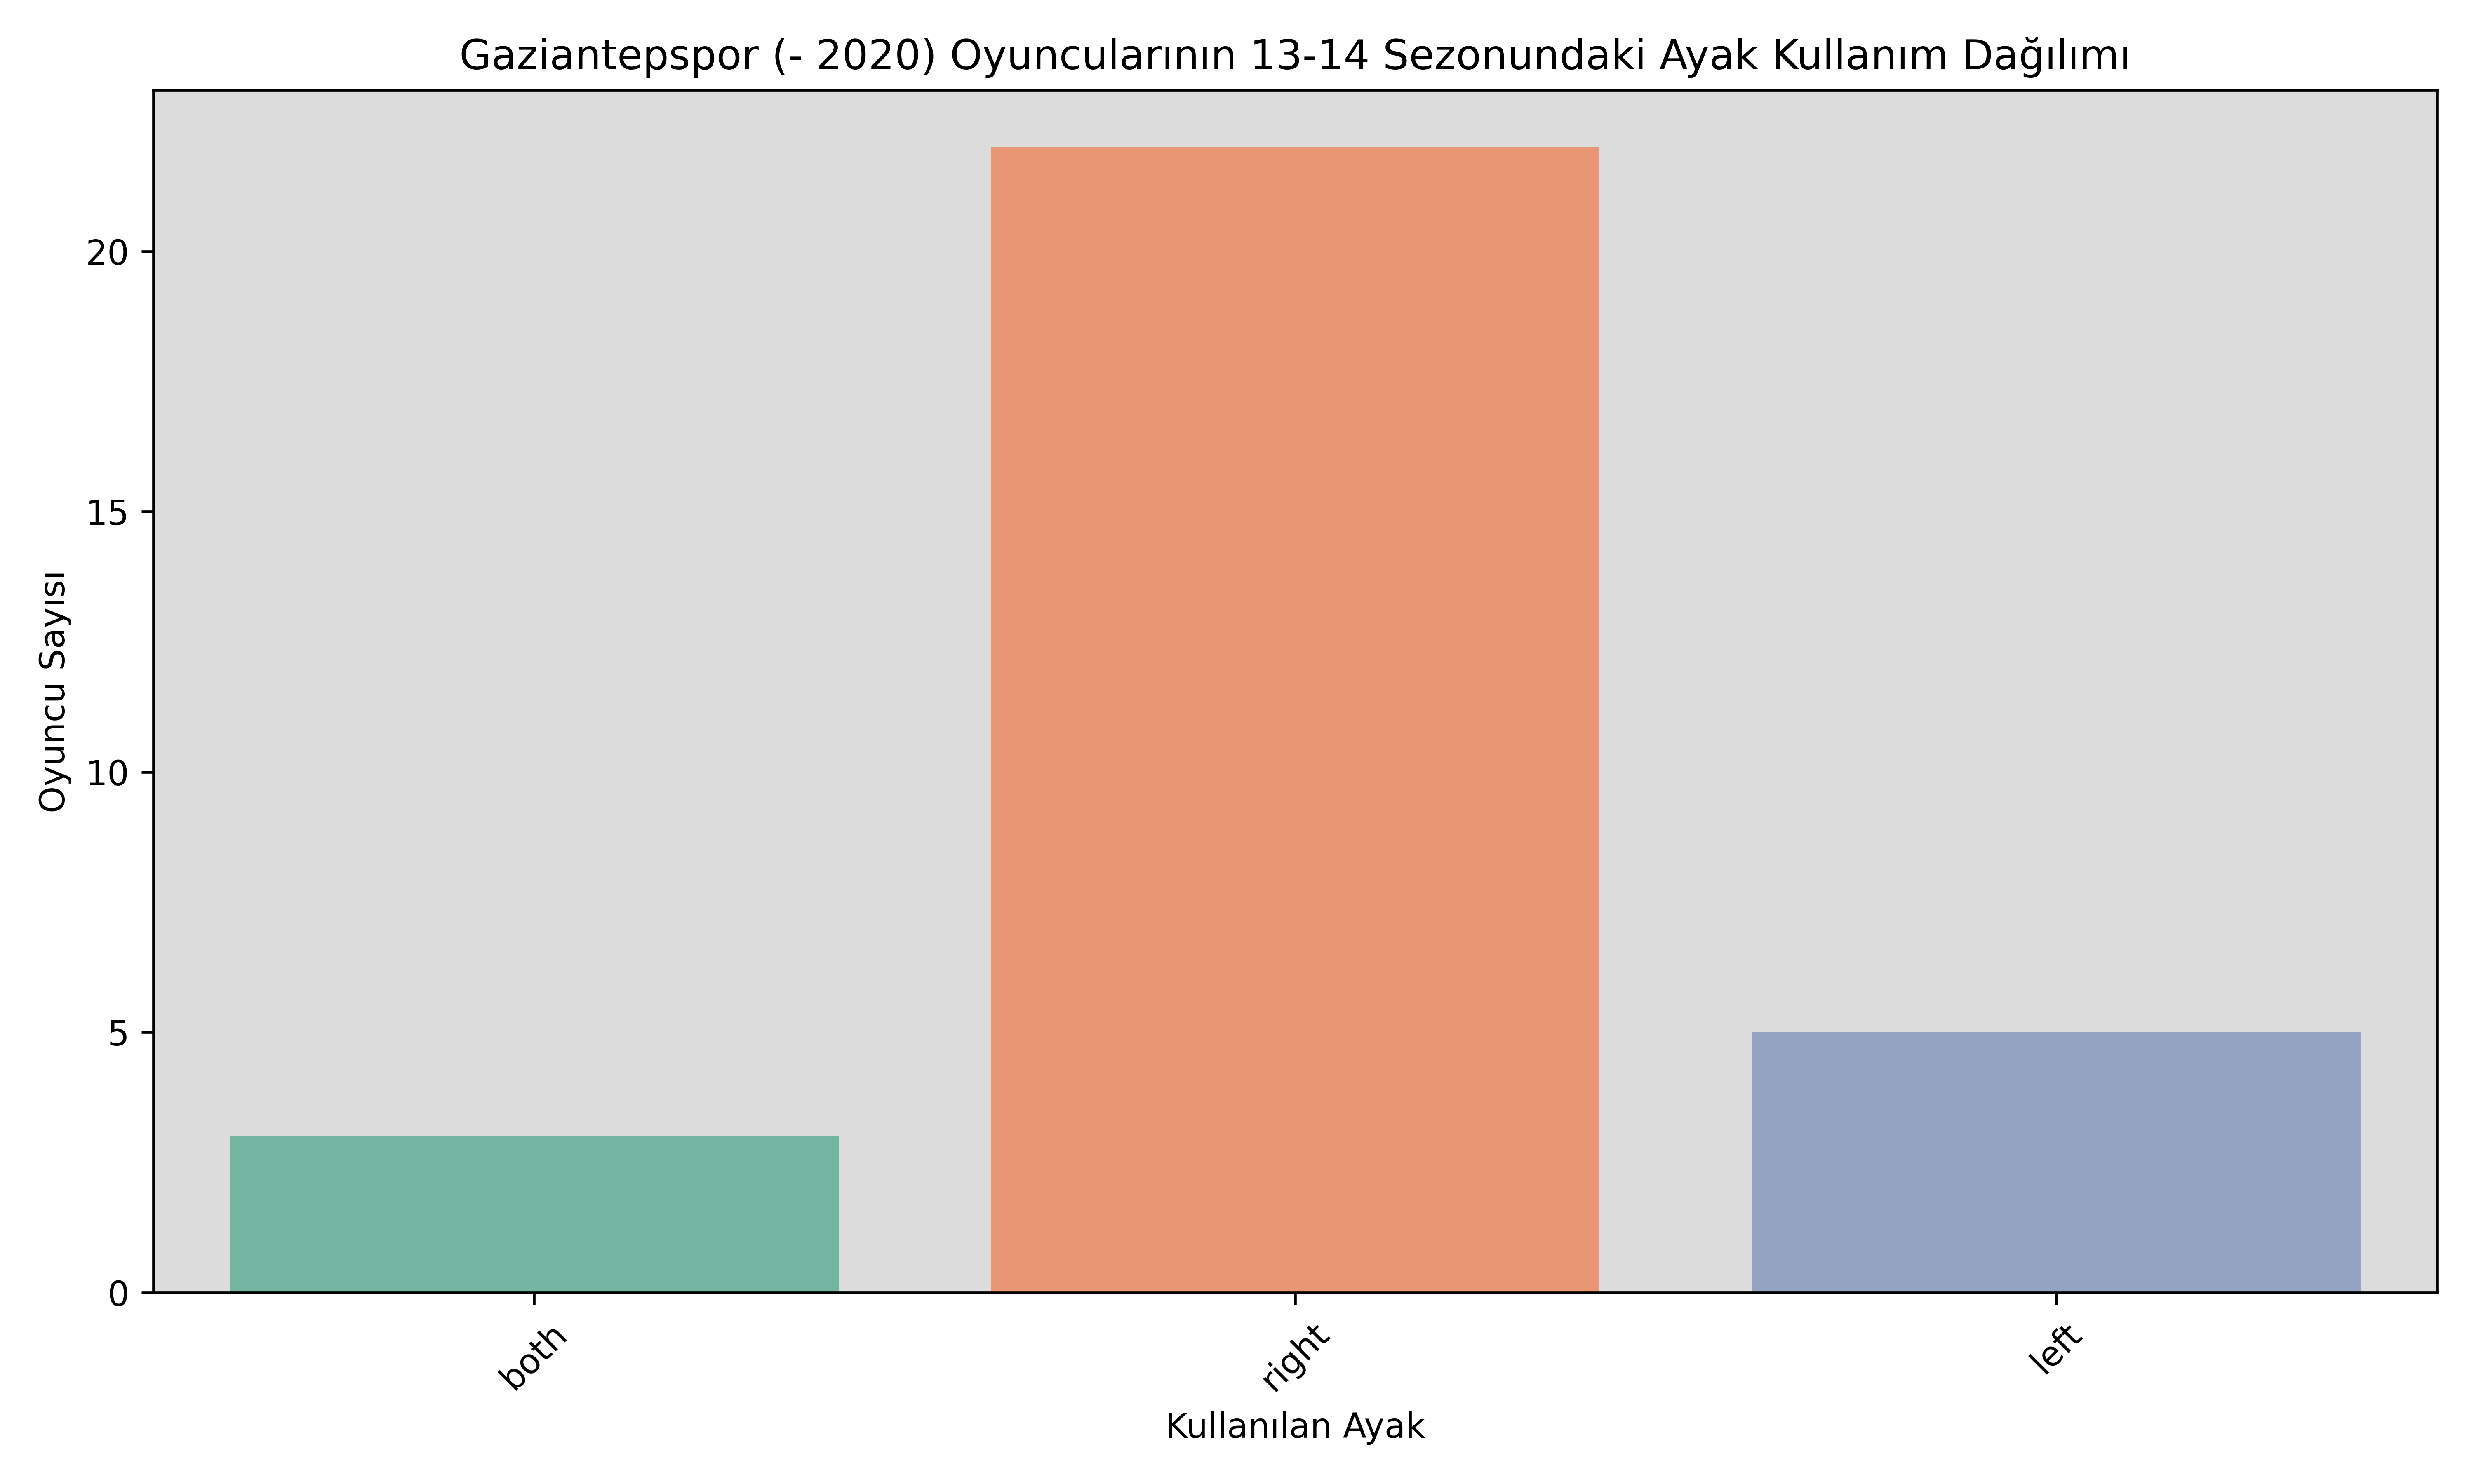 Gaziantepspor (- 2020) Oyuncularının 13-14 Sezonundaki Ayak Kullanım Dağılımı
Oyuncu Sayısı
20
15
10
5
0
both
right
left
Kullanılan Ayak